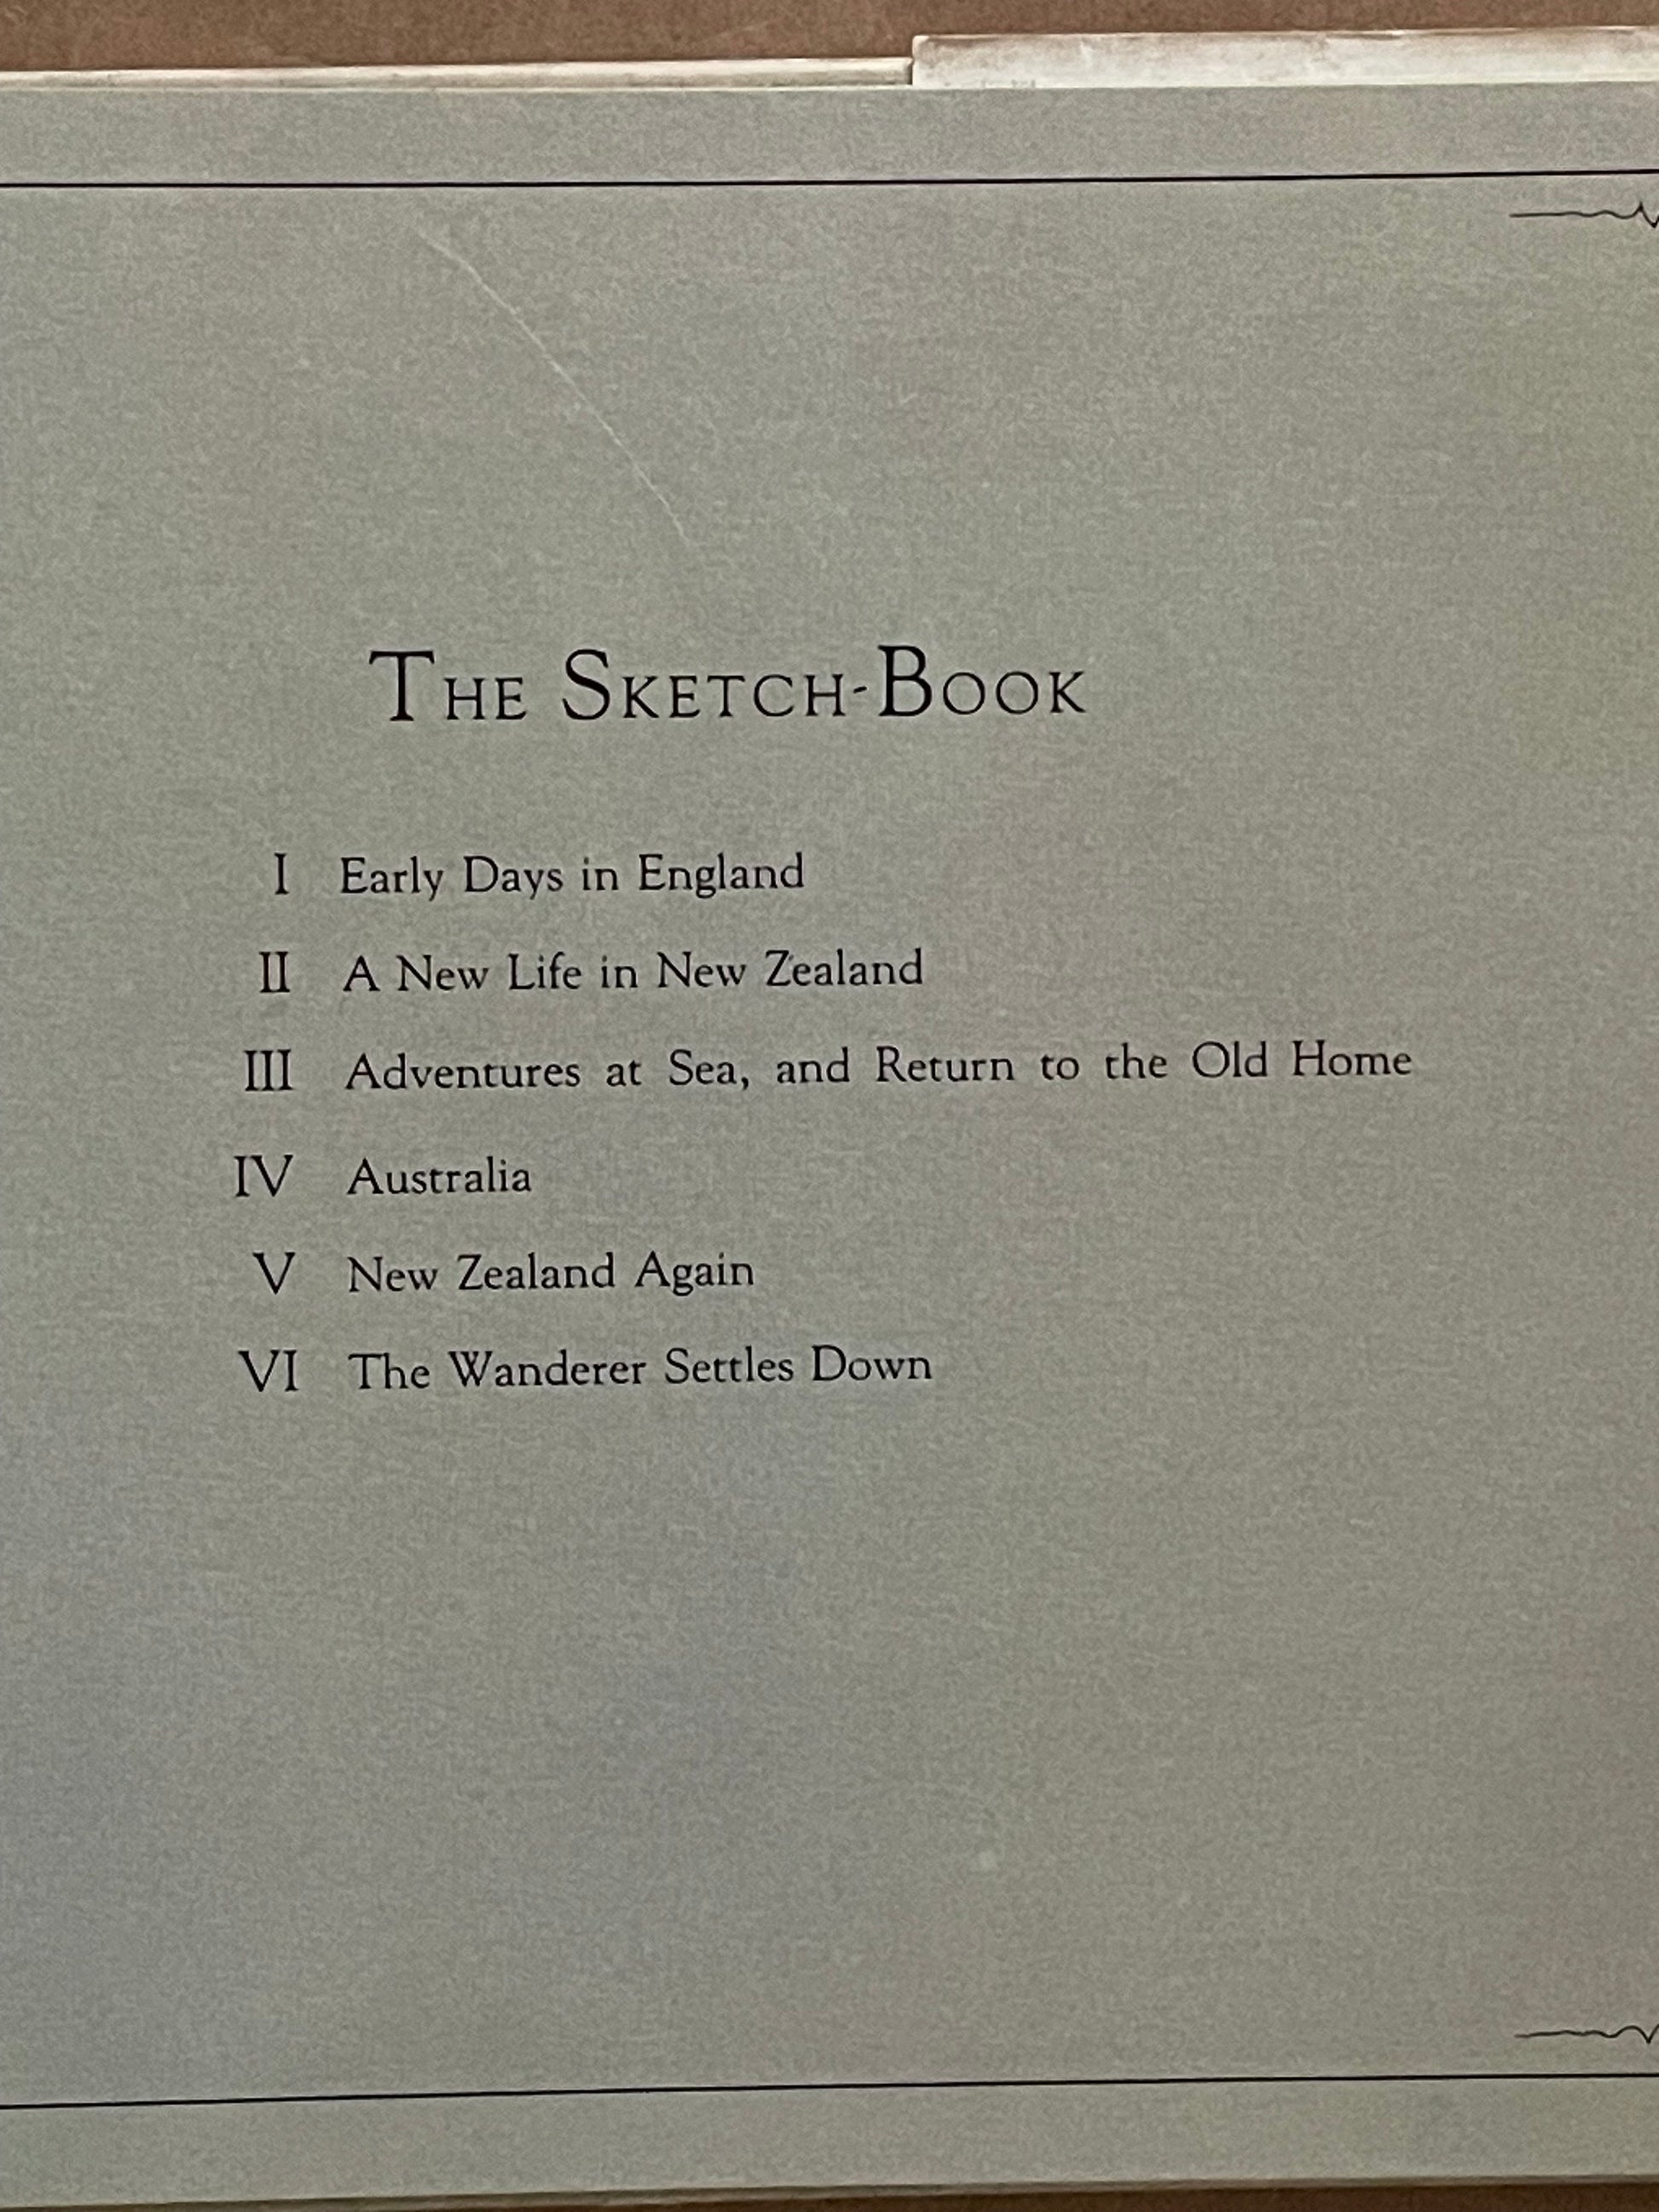 THE SKETCH-BOOK
I Early Days in England
II A New Life in New Zealand
III Adventures at Sea, and Return to the Old Home
IV Australia
V New Zealand Again
VI The Wanderer Settles Down